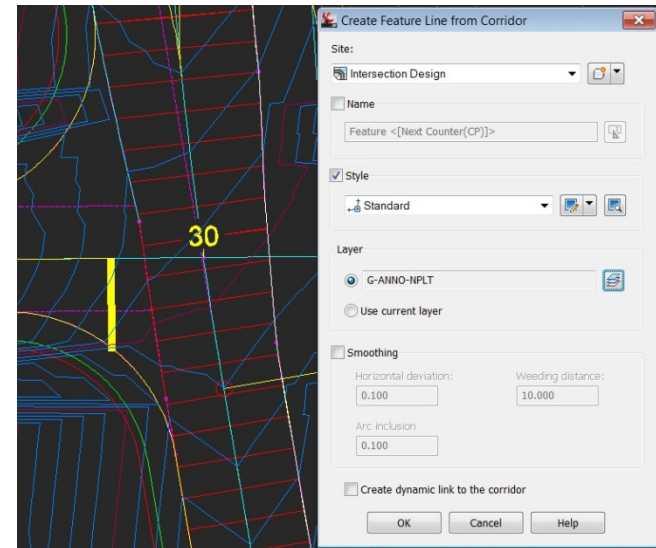 30
Create Feature Line from Corridor
Site:
Intersection Design
Name
Feature <[Next Counter(CP)]>
Style
Standard
Layer
G-ANNO-NPLT
Use current layer
Smoothing
Horizontal deviation: Weeding distance:
0.100 10.000
Arc inclusion
0.100
Create dynamic link to the corridor
OK Cancel Help